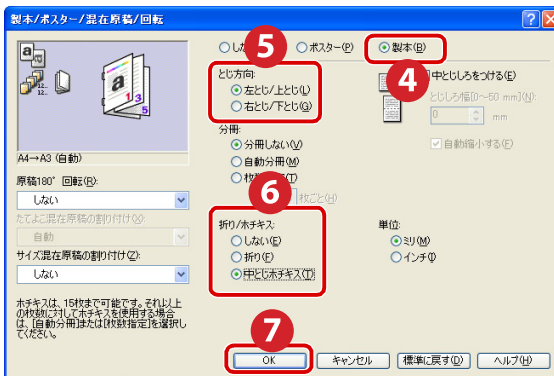 製本/ポスター/混在原稿/回転
A4→A3 (自動)
原稿180°回転(R):
しない
たてよこ混在原稿の割り付け(X):
自動
サイズ混在原稿の割り付け(Z):
しない
ホチキスは、15枚まで可能です。それ以上
の枚数に対してホチキスを使用する場合
は、[自動分冊]または[枚数指定]を選択し
てください。
5
ポスター(P)
製本(B)
4
とじ方向:
左とじ/上とじ(L)
右とじ/下とじ(G)
中とじしろをつける(E)
とじしろ幅[0～50 mm](N):
0 mm
自動縮小する(F)
分冊:
分冊しない(V)
自動分冊(M)
6
枚ごと(H)
折り/ホチキス:
しない(E)
折り(F)
中とじホチキス(T)
単位:
ミリ(M)
インチ(I)
7
OK
キャンセル
標準に戻す(D)
ヘルプ(H)